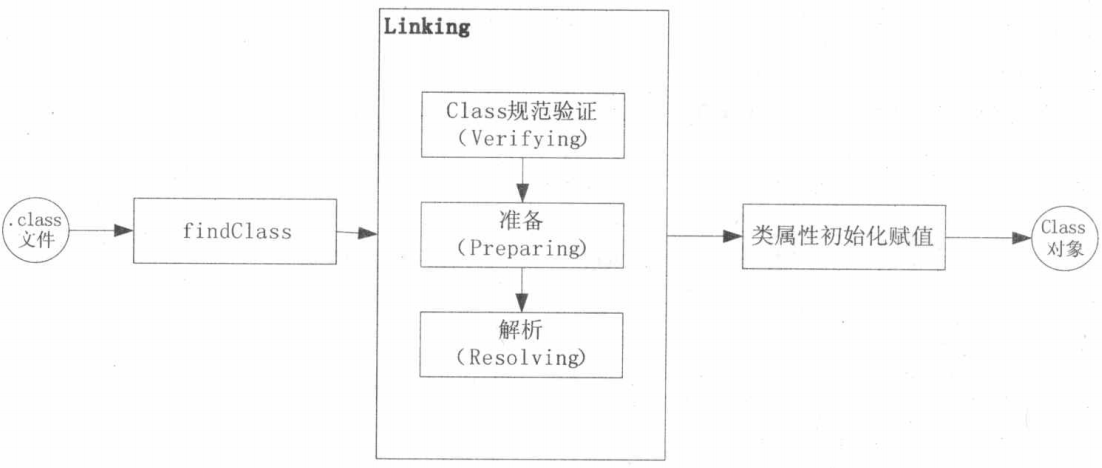 Linking
Class规范验证
(Verifying)
.class
文件
findClass
准备
(Preparing)
类属性初始化赋值
Class
对象
解析
(Resolving)